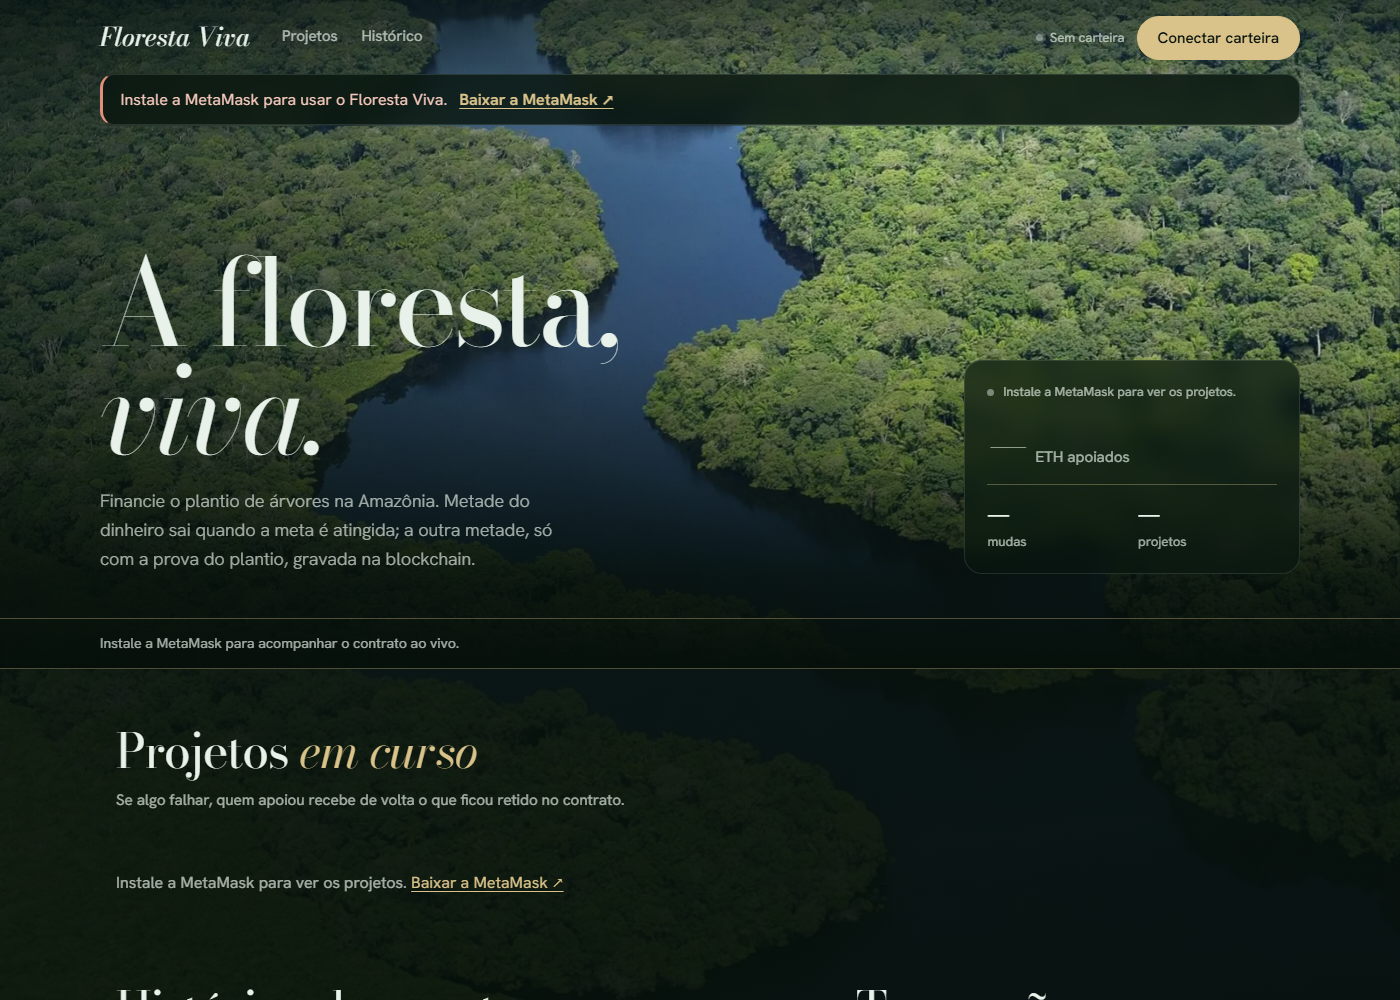 Floresta Viva
Projetos
Histórico
Sem carteira
Conectar carteira
Instale a MetaMask para usar o Floresta Viva. Baixar a MetaMask ↗
A floresta,
viva.
Financie o plantio de árvores na Amazônia. Metade do
dinheiro sai quando a meta é atingida; a outra metade, só
com a prova do plantio, gravada na blockchain.
Instale a MetaMask para ver os projetos.
— ETH apoiados
— —
mudas projetos
Instale a MetaMask para acompanhar o contrato ao vivo.
Projetos em curso
Se algo falhar, quem apoiou recebe de volta o que ficou retido no contrato.
Instale a MetaMask para ver os projetos. Baixar a MetaMask ↗